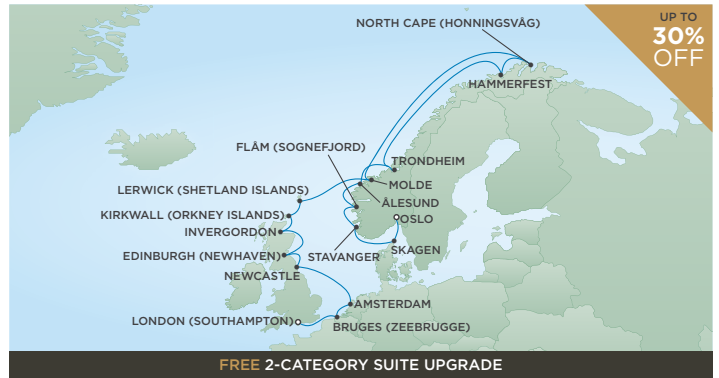 NORTH CAPE (HONNINGSVÅG)
UP TO
30%
OFF
HAMMERFEST
FLÅM (SOGNEFJORD)
TRONDHEIM
MOLDE
LERWICK (SHETLAND ISLANDS)
ÅLESUND
KIRKWALL (ORKNEY ISLANDS)
OSLO
INVERGORDON
SKAGEN
EDINBURGH (NEWHAVEN)
STAVANGER
NEWCASTLE
AMSTERDAM
LONDON (SOUTHAMPTON)
BRUGES (ZEEBRUGGE)
FREE 2-CATEGORY SUITE UPGRADE